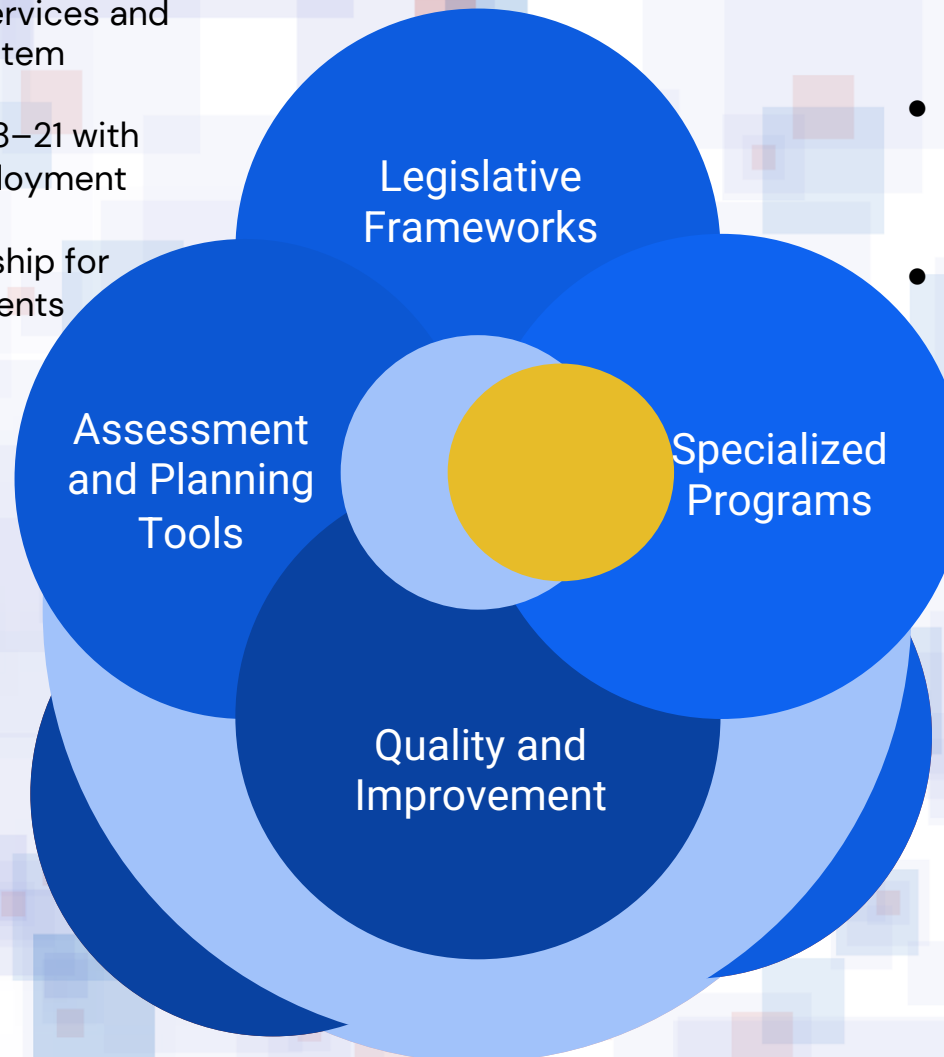 ervices and
tem
3–21 with
loyment
ship for
ents
•
•
Legislative
Frameworks
Assessment
and Planning
Tools
Specialized
Programs
Quality and
Improvement